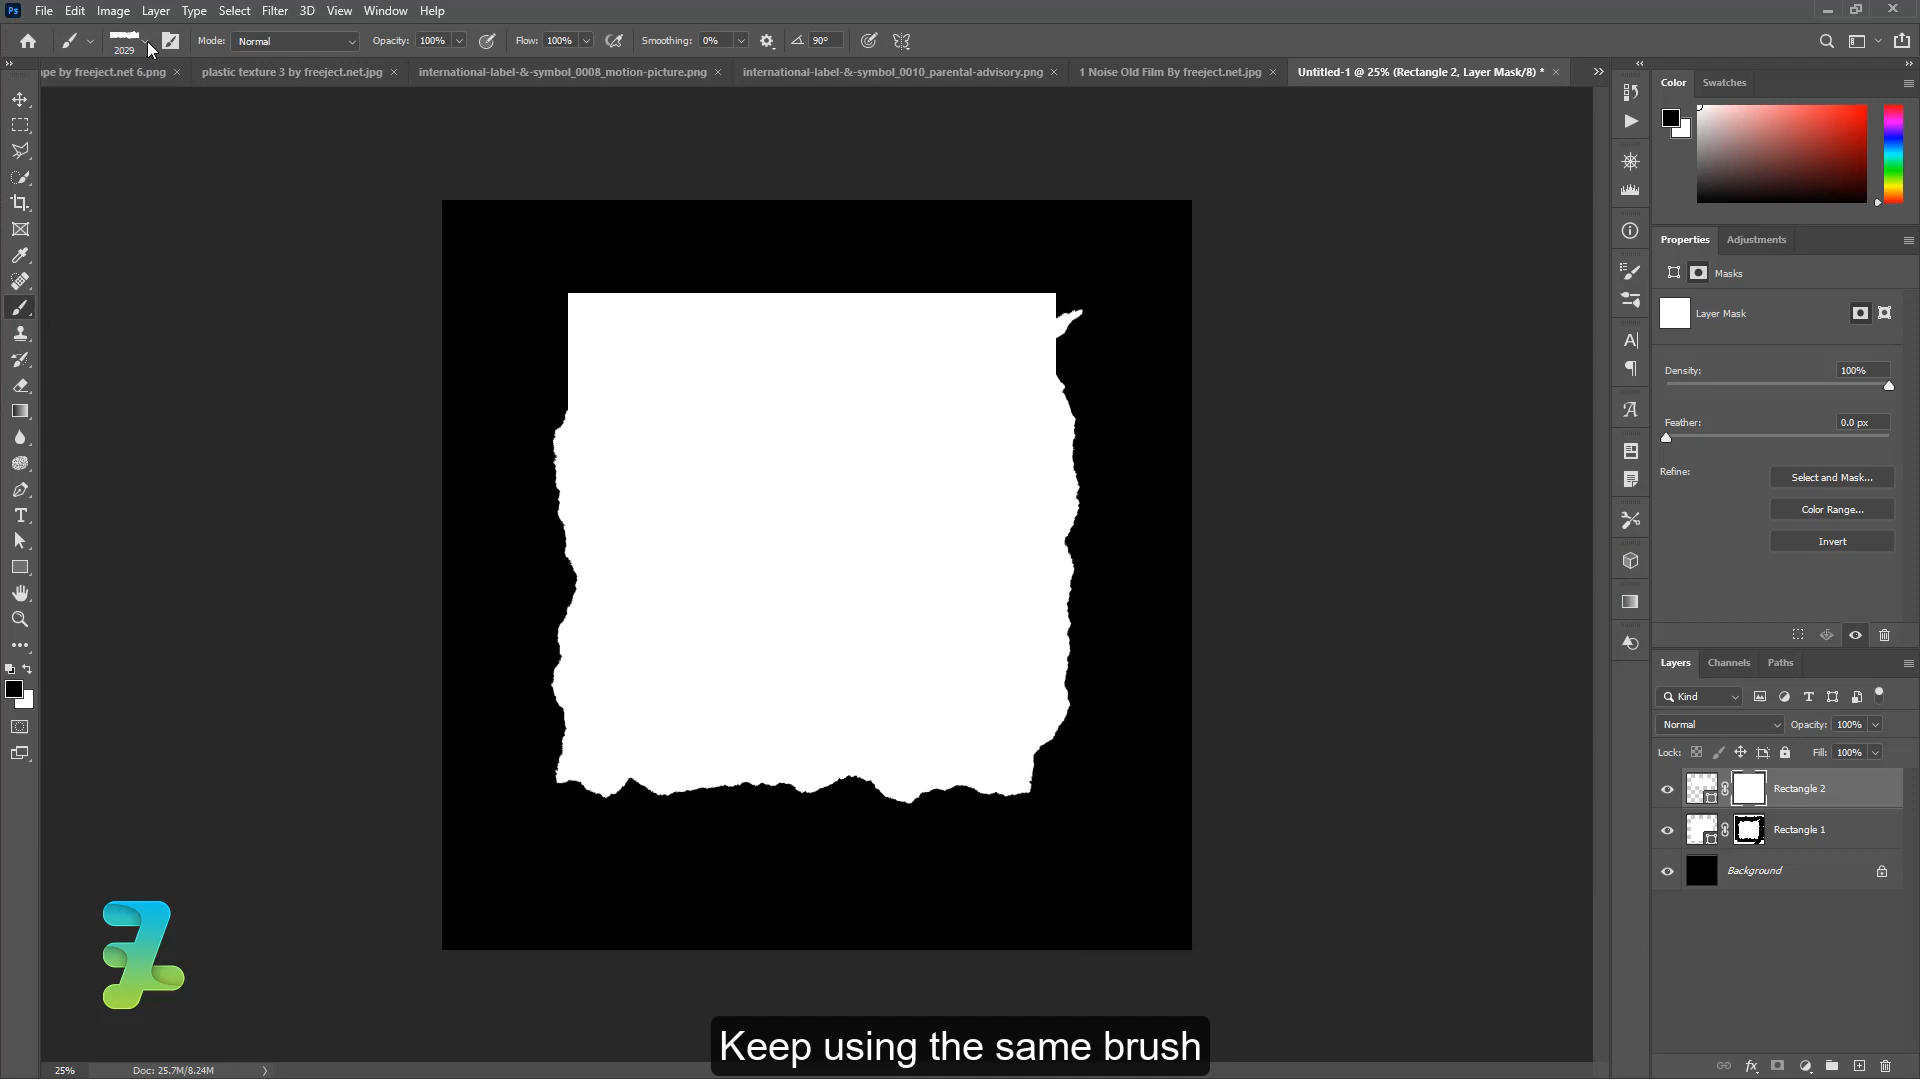 Ps File Edit Image Layer Type Select Filter 3D View Window Help
2029 Mode: Normal Opacity: 100% Flow: 100% Smoothing: 0% 90°
pe by freeject.net 6.png × plastic texture 3 by freeject.net.jpg × international-label-&-symbol_0008_motion-picture.png × international-label-&-symbol_0010_parental-advisory.png × 1 Noise Old Film By freeject.net.jpg × Untitled-1 @ 25% (Rectangle 2, Layer Mask/8) * ×
Color Swatches
Properties Adjustments
Masks
Layer Mask
Density: 100%
Feather: 0.0 px
Refine: Select and Mask...
Color Range...
Invert
Layers Channels Paths
Kind
Normal Opacity: 100%
Lock: Fill: 100%
Rectangle 2
Rectangle 1
Background
Keep using the same brush
25% Doc: 25.7M/8.24M